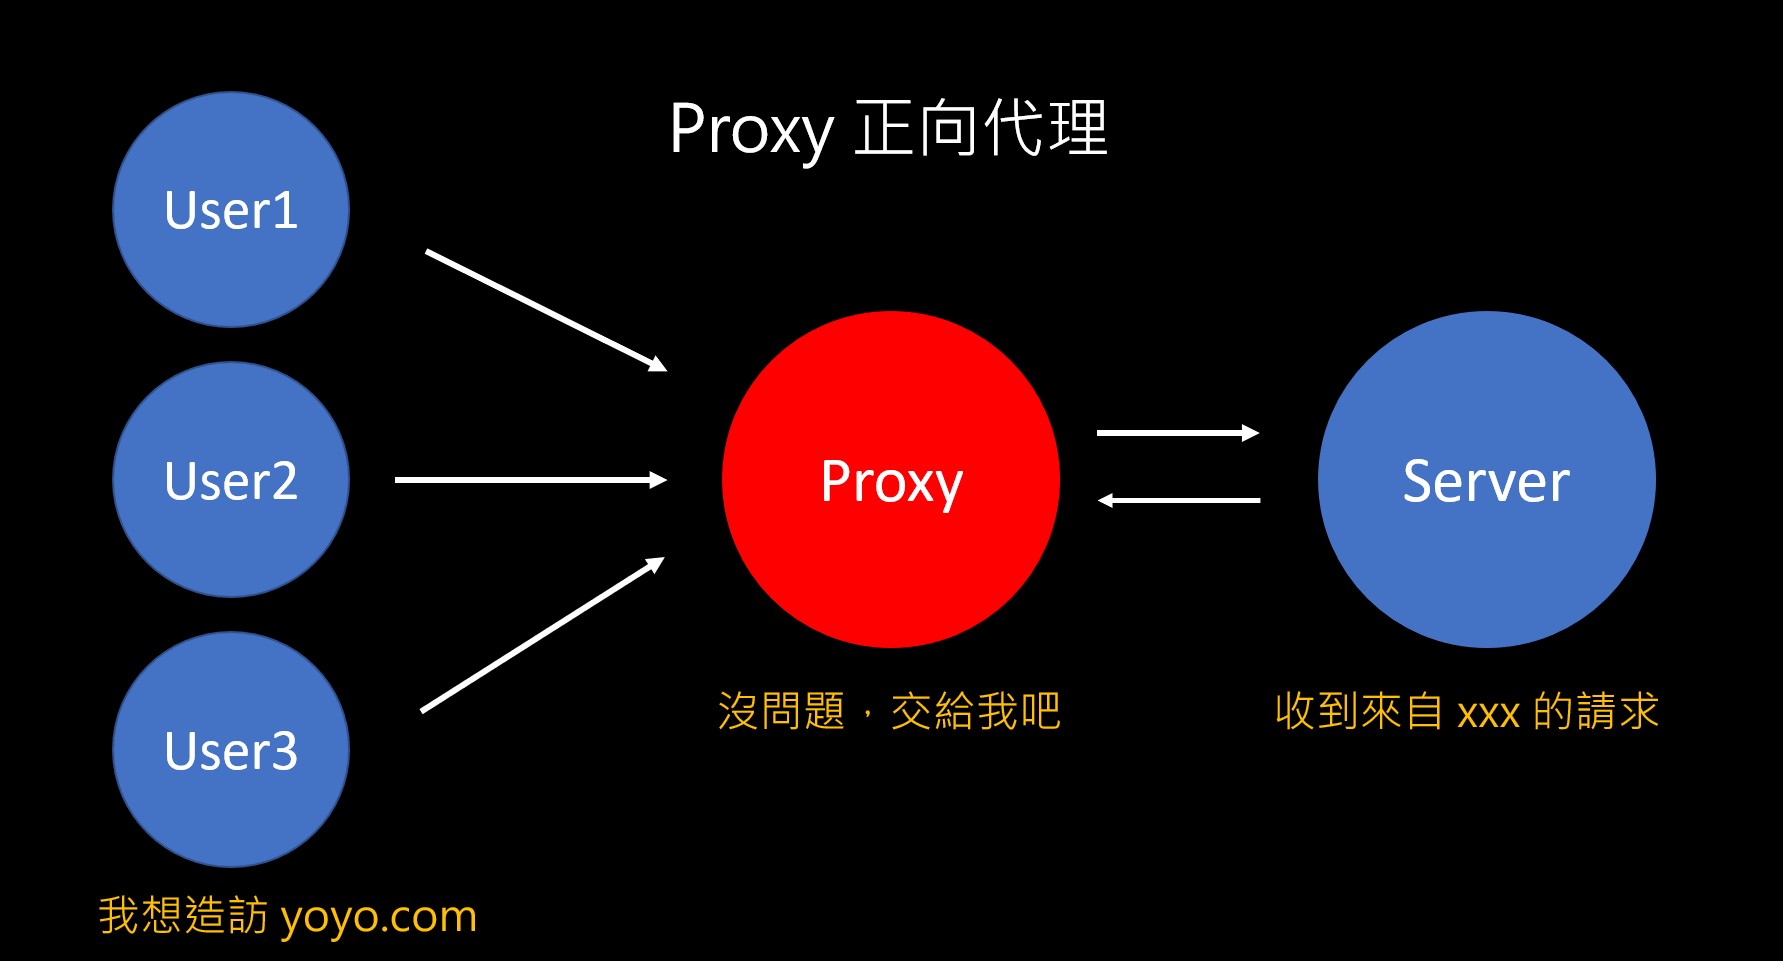 Proxy 正向代理
User1
User2
User3
Proxy
Server
沒問題，交給我吧
收到來自 xxx 的請求
我想造訪 yoyo.com